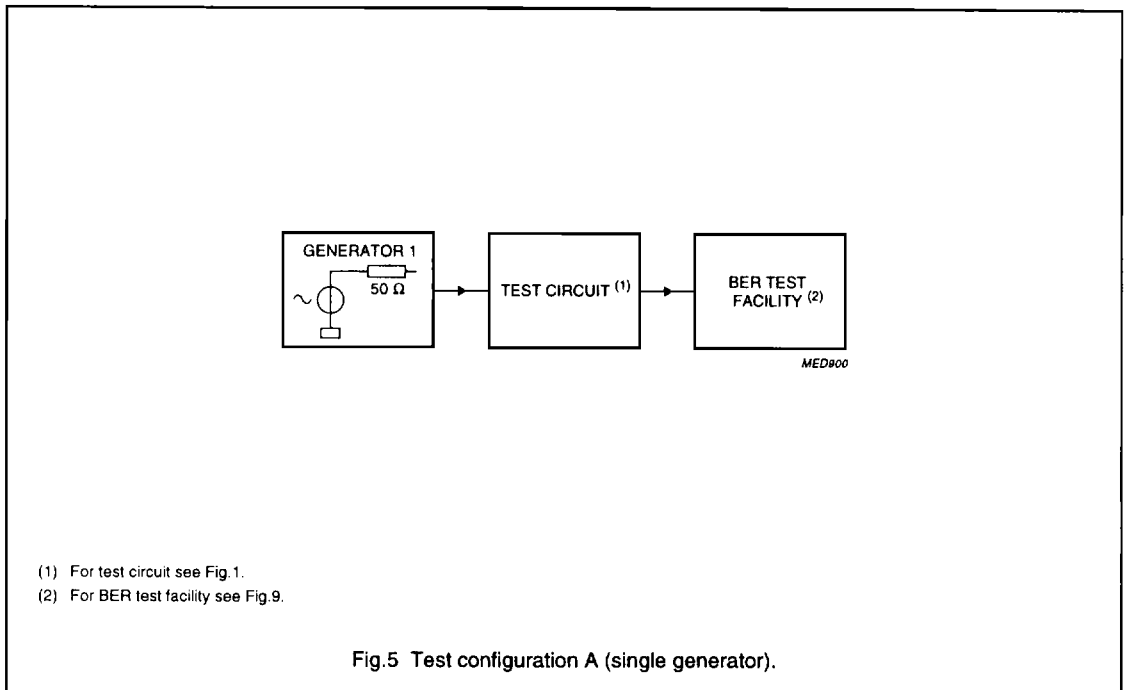 GENERATOR 1
50 Ω
TEST CIRCUIT (1)
BER TEST
FACILITY (2)
MED900
(1) For test circuit see Fig.1.
(2) For BER test facility see Fig.9.
Fig.5 Test configuration A (single generator).